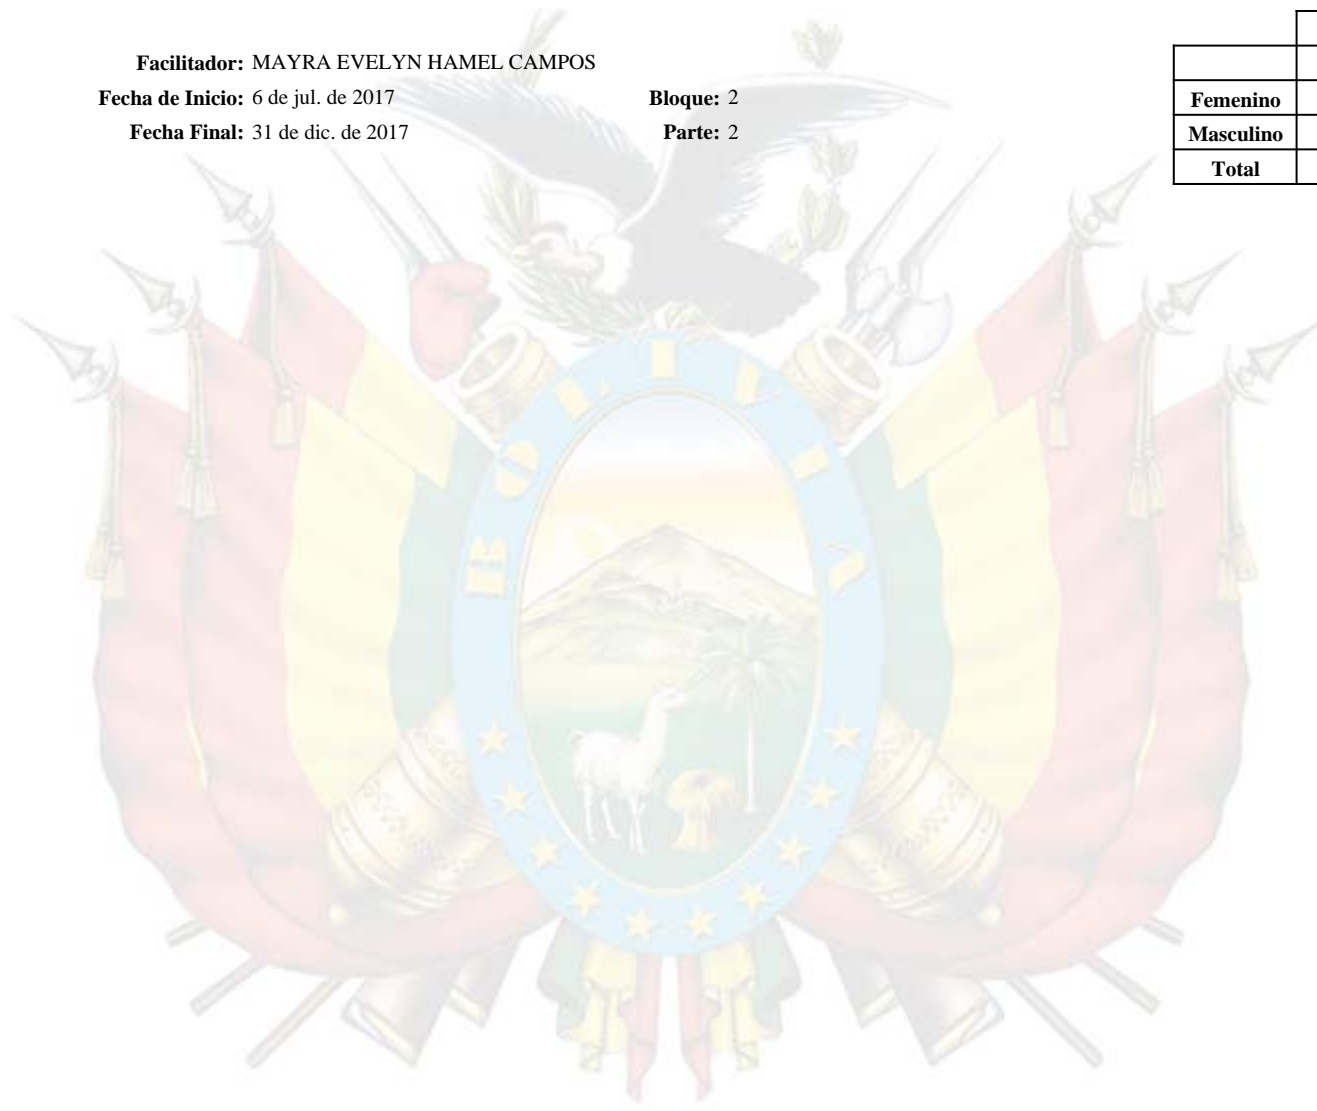 Facilitador: MAYRA EVELYN HAMEL CAMPOS
Fecha de Inicio: 6 de jul. de 2017 Bloque: 2
Fecha Final: 31 de dic. de 2017 Parte: 2
Femenino
Masculino
Total
BOLIVIA